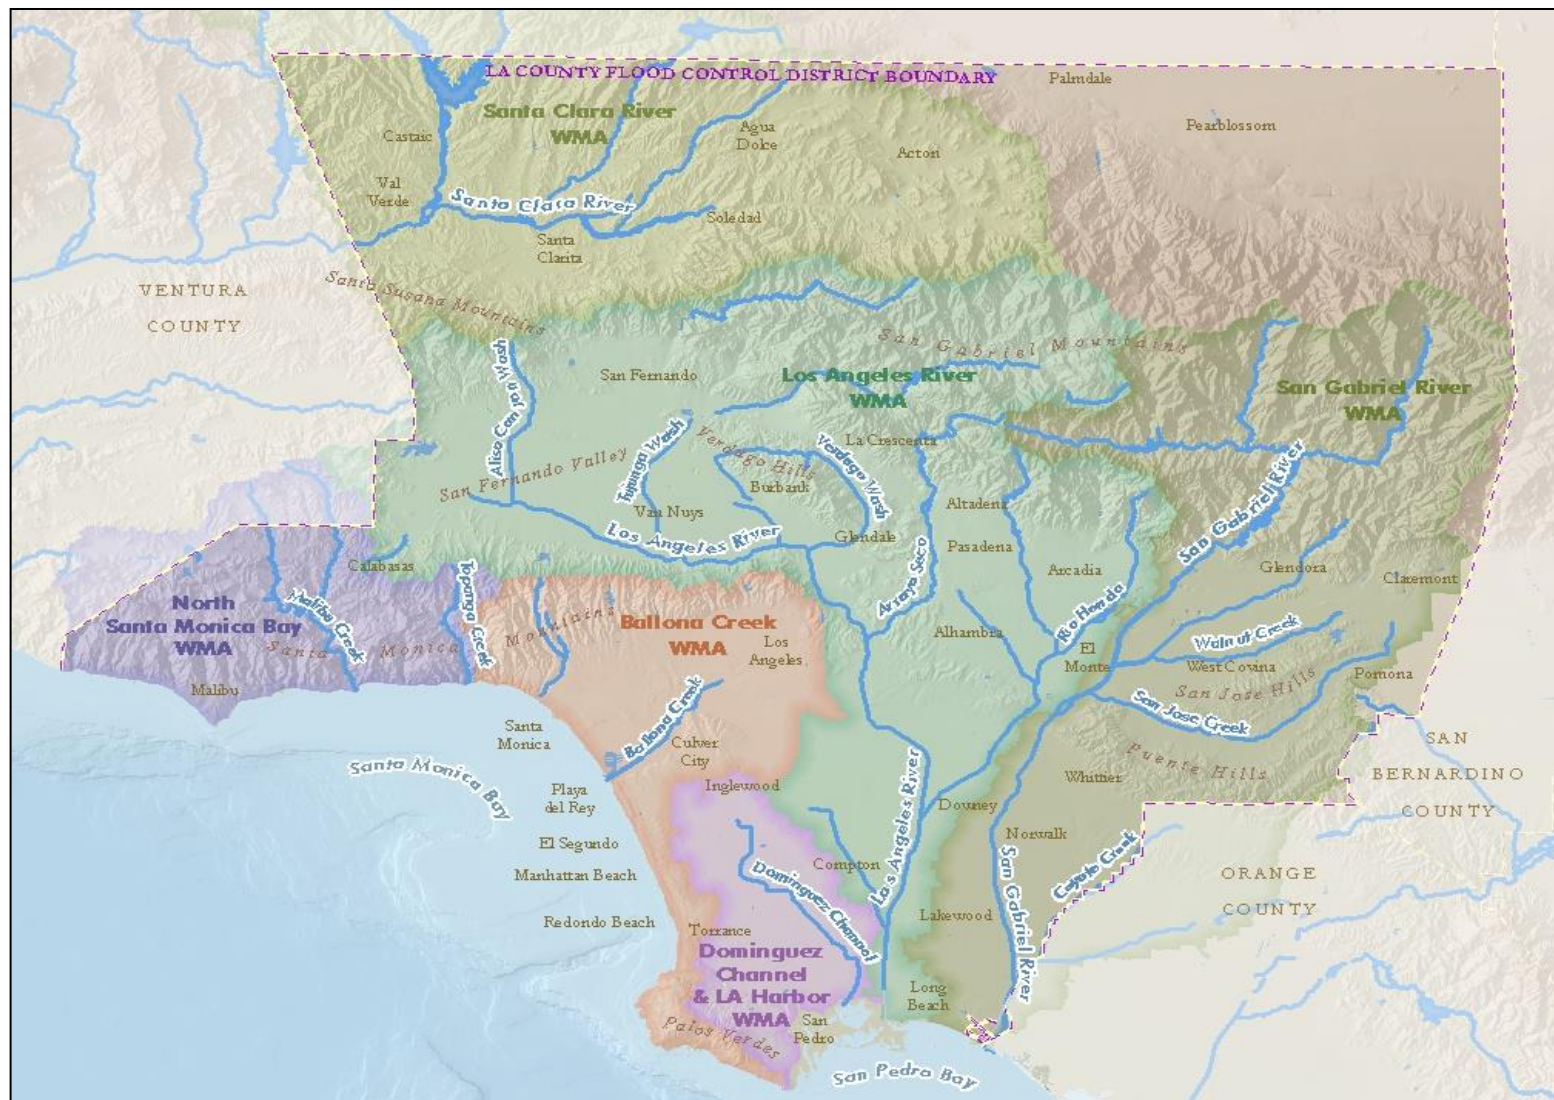 LA COUNTY FLOOD CONTROL DISTRICT BOUNDARY
Palmdale
Santa Clara River
WMA
Pearblossom
Castaic
Agua
Dolce
Acton
Val
Verde
Santa Clara River
Soledad
Santa
Clarita
VENTURA
COUNTY
Santa Susana Mountains
San Gabriel Mountains
San Fernando
Los Angeles River
WMA
San Gabriel River
WMA
Aliso Canyon Wash
Tujunga Wash
Verdago Hills
Verdago Wash
La Crescenta
San Fernando Valley
Burbank
Van Nuys
Los Angeles River
Glendale
Altadena
Pasadena
Arroyo Seco
Arcadia
San Gabriel River
Glendora
Claremont
Calabasas
Topanga Creek
North
Santa Monica Bay
WMA
Malibu Creek
Santa Monica Mountains
Malibu
Ballona Creek
WMA
Los
Angeles
Alhambra
Rio Hondo
El
Monte
Walnut Creek
West Covina
San Jose Hills
Pomona
San Jose Creek
Santa
Monica
Ballona Creek
Culver
City
Santa Monica Bay
Puente Hills
Whittier
SAN
BERNARDINO
COUNTY
Inglewood
Playa
del Rey
Los Angeles River
Downey
Norwalk
El Segundo
Compton
Manhattan Beach
Dominguez Channel
San Gabriel River
Coyote Creek
ORANGE
COUNTY
Redondo Beach
Torrance
Lakewood
Dominguez
Channel
& LA Harbor
WMA
Long
Beach
Palos Verdes
San
Pedro
San Pedro Bay